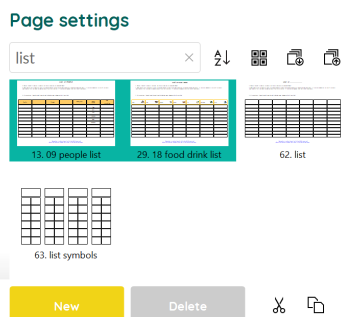 Page settings
list
13. 09 people list
29. 18 food drink list
62. list
63. list symbols
New
Delete